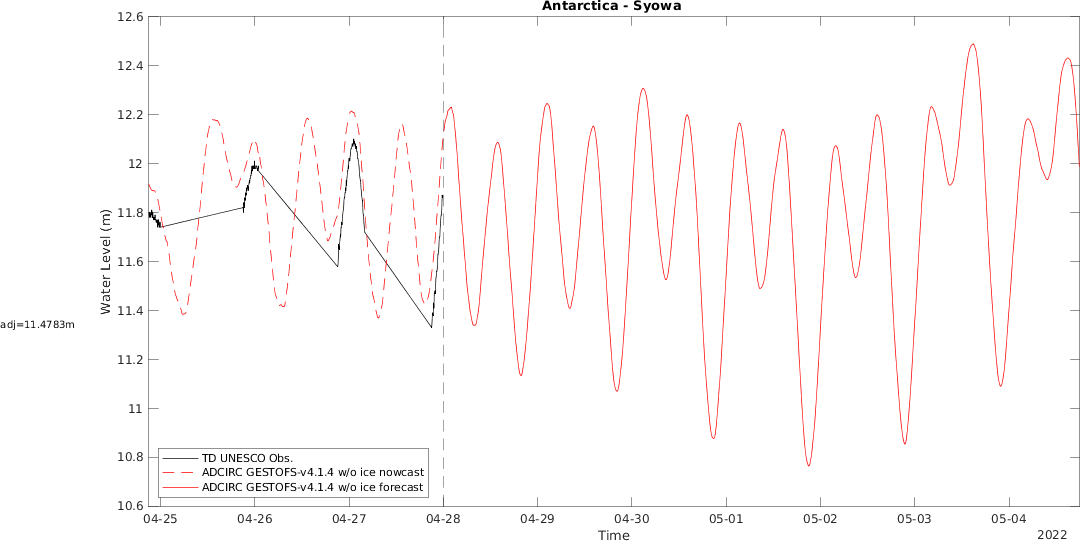 Antarctica - Syowa
12.6
12.4
12.2
12
11.8
11.6
11.4
11.2
11
10.8
10.6
Water Level (m)
adj=11.4783m
TD UNESCO Obs.
ADCIRC GESTOFS-v4.1.4 w/o ice nowcast
ADCIRC GESTOFS-v4.1.4 w/o ice forecast
04-25 04-26 04-27 04-28 04-29 04-30 05-01 05-02 05-03 05-04
Time
2022